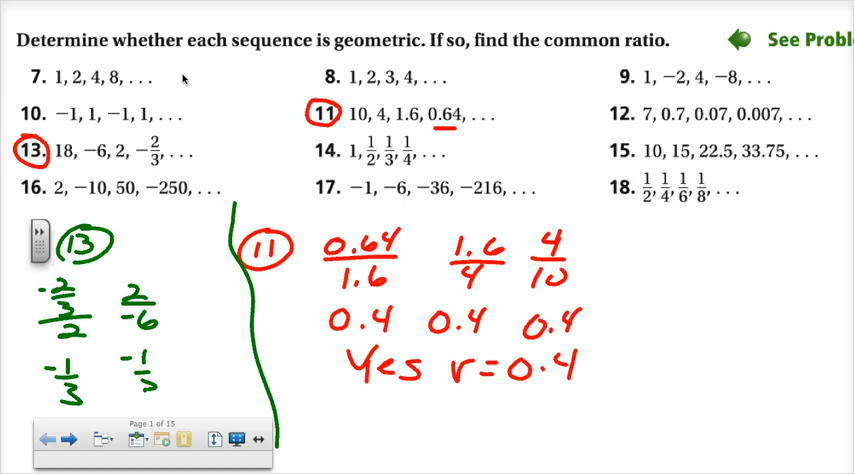 Determine whether each sequence is geometric. If so, find the common ratio. See Probl
7. 1, 2, 4, 8, . . . 8. 1, 2, 3, 4, . . . 9. 1, −2, 4, −8, . . .
10. −1, 1, −1, 1, . . . 11. 10, 4, 1.6, 0.64, . . . 12. 7, 0.7, 0.07, 0.007, . . .
13. 18, −6, 2, −2/3, . . . 14. 1, 1/2, 1/3, 1/4, . . . 15. 10, 15, 22.5, 33.75, . . .
16. 2, −10, 50, −250, . . . 17. −1, −6, −36, −216, . . . 18. 1/2, 1/4, 1/6, 1/8, . . .
13
-2/3 / 2 2/-6
-1/3 -1/3
11 0.64/1.6 1.6/4 4/10
0.4 0.4 0.4
Yes r=0.4
Page 1 of 15